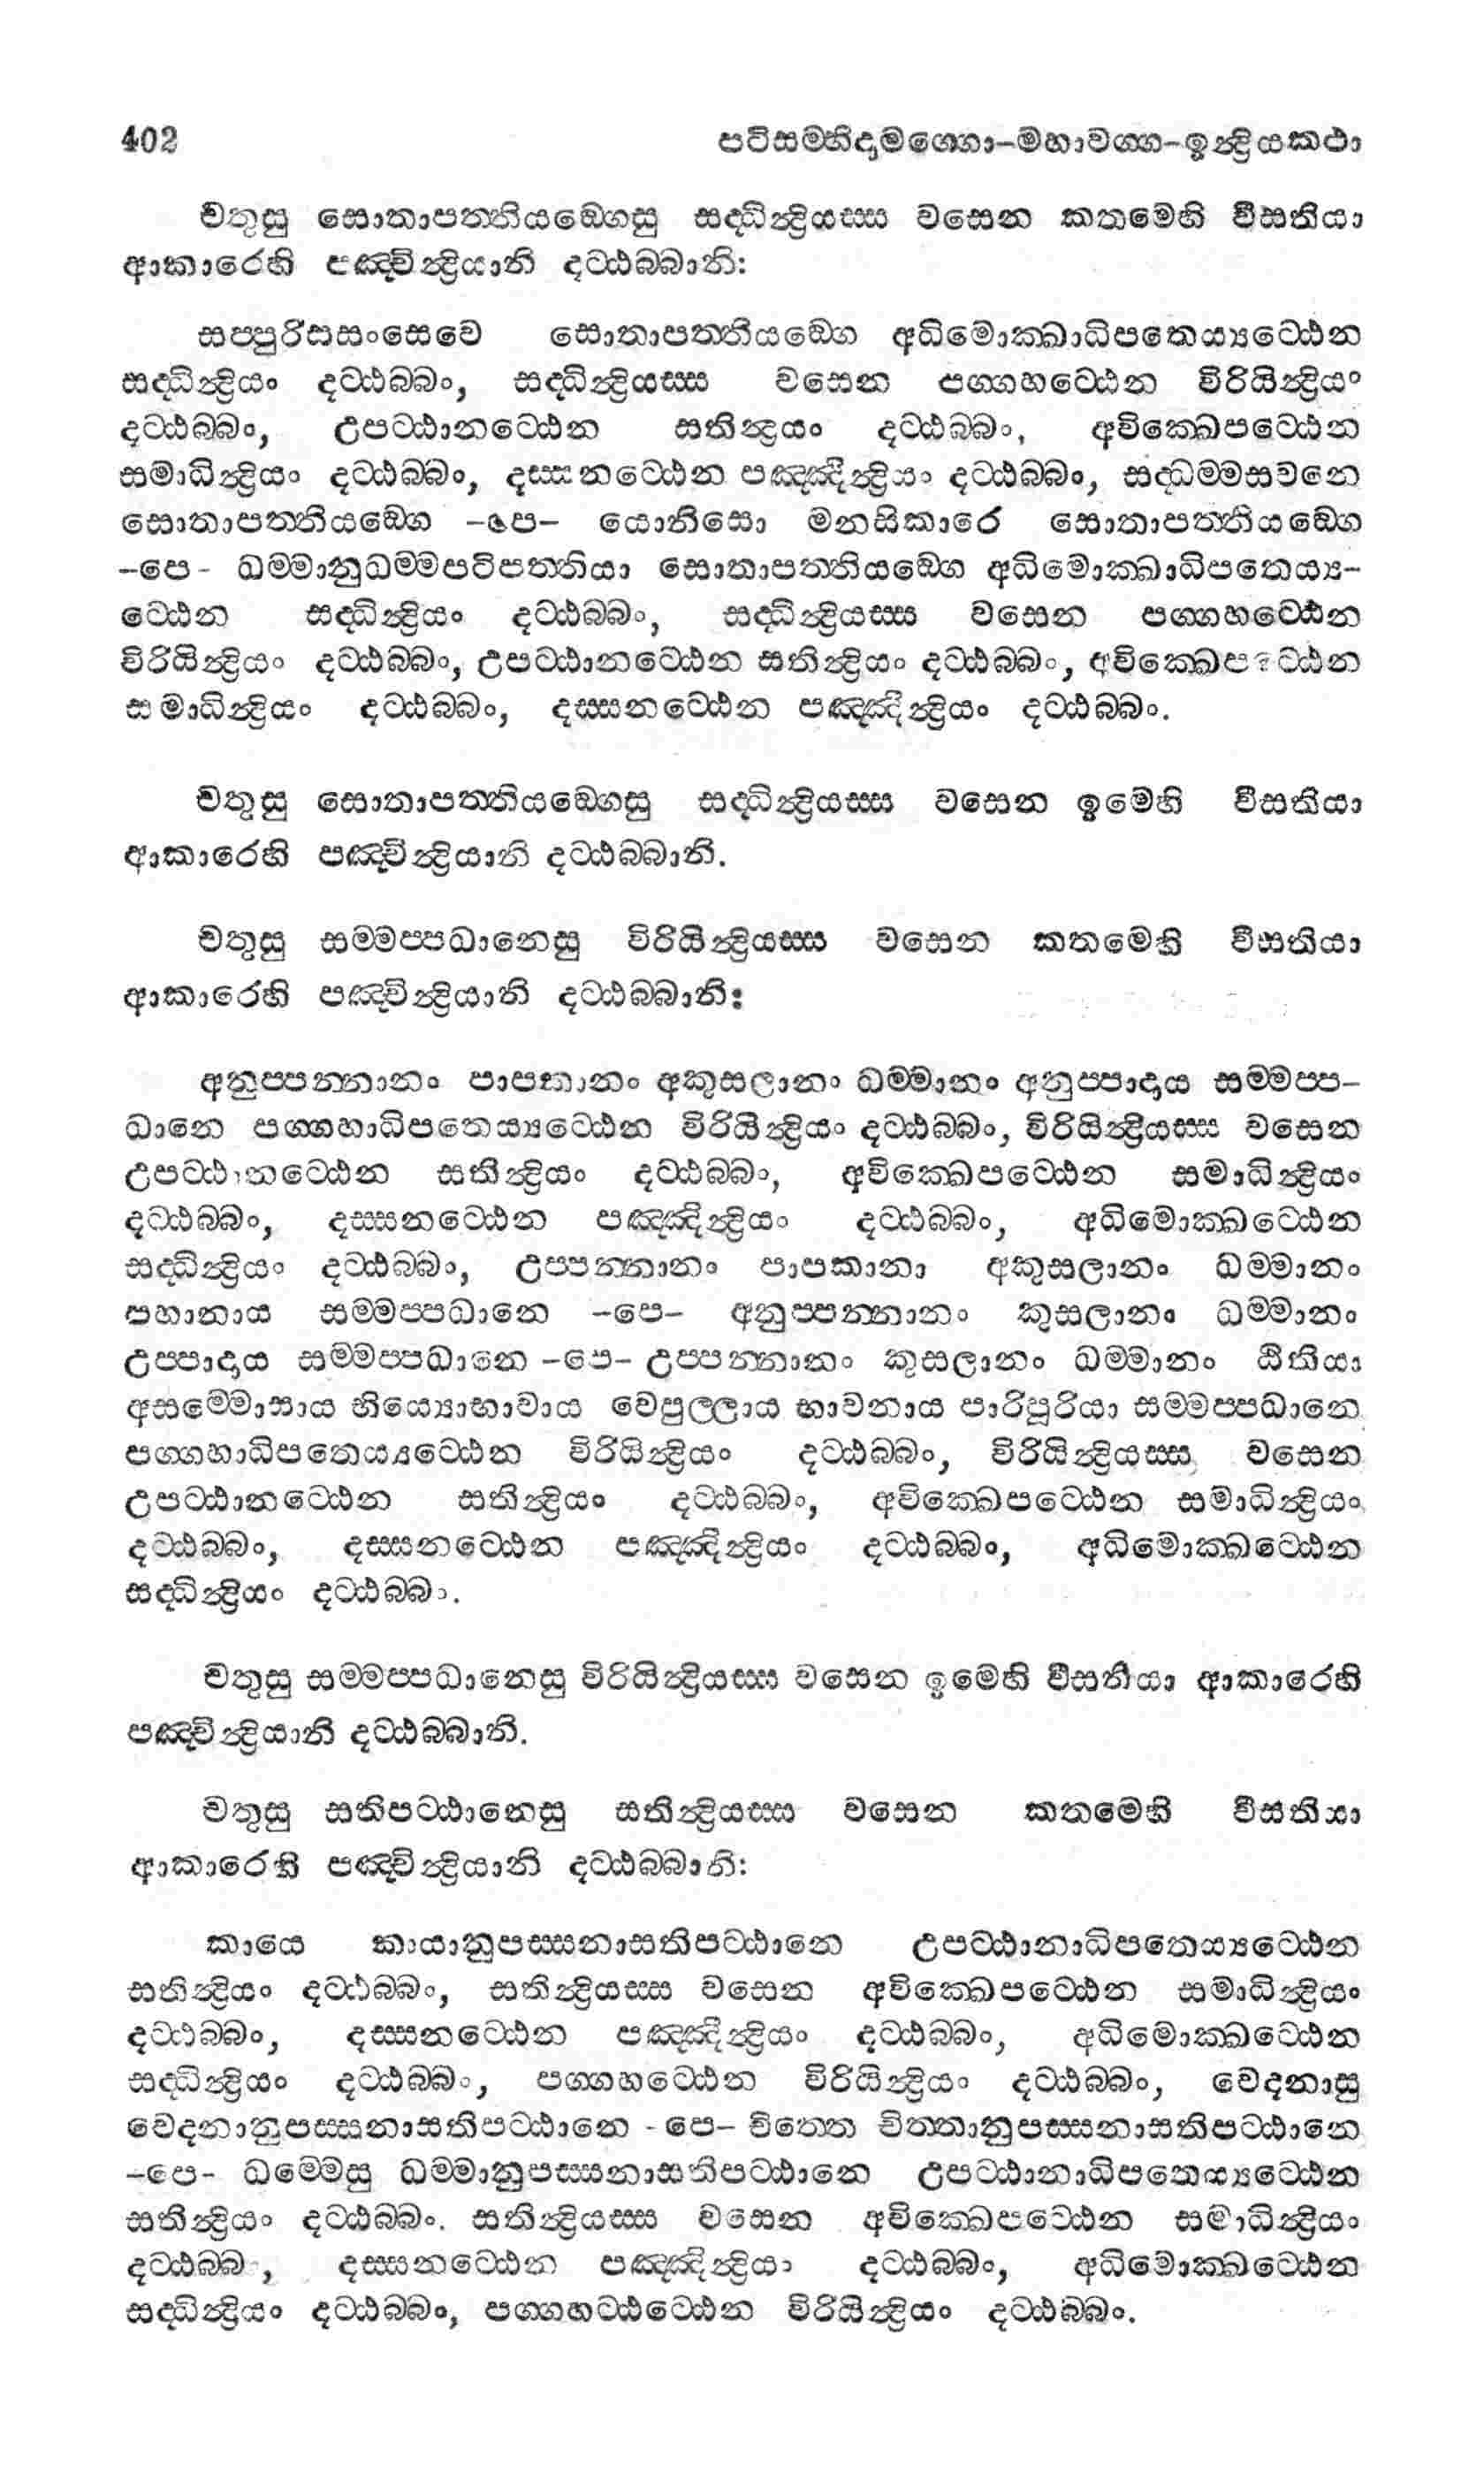 402 පටිසම්භිදාමග්ගො–මහාවග්ග–ඉන්ද්‍රියකථා
චතුසු සොතාපත්තියඞ්ගෙසු සද්ධින්ද්‍රියස්ස වසෙන කතමෙහි වීසතියා
ආකාරෙහි පඤ්චින්ද්‍රියානි දට්ඨබ්බානි:
සප්පුරිසසංසෙවෙ සොතාපත්තියඞ්ගෙ අධිමොක්ඛාධිපතෙය්‍යට්ඨෙන
සද්ධින්ද්‍රියං දට්ඨබ්බං, සද්ධින්ද්‍රියස්ස වසෙන පග්ගහට්ඨෙන විරියින්ද්‍රියං
දට්ඨබ්බං, උපට්ඨානට්ඨෙන සතින්‍ද්‍රයං දට්ඨබ්බං, අවික්ඛෙපට්ඨෙන
සමාධින්ද්‍රියං දට්ඨබ්බං, දස්සනට්ඨෙන පඤ්ඤින්ද්‍රියං දට්ඨබ්බං, සද්ධම්මසවනෙ
සොතාපත්තියඞ්ගෙ –පෙ– යොනිසො මනසිකාරෙ සොතාපත්තියඞ්ගෙ
–පෙ- ධම්මානුධම්මපටිපත්තියා සොතාපත්තියඞ්ගෙ අධිමොක්ඛාධිපතෙය්‍ය–
ට්ඨෙන සද්ධින්ද්‍රියං දට්ඨබ්බං, සද්ධින්ද්‍රියස්ස වසෙන පග්ගහට්ඨෙන
විරියින්ද්‍රියං දට්ඨබ්බං, උපට්ඨානට්ඨෙන සතින්ද්‍රියං දට්ඨබ්බං, අවික්ඛෙපට්ඨෙන
සමාධින්ද්‍රියං දට්ඨබ්බං, දස්සනට්ඨෙන පඤ්ඤින්ද්‍රියං දට්ඨබ්බං.
චතූසු සොතාපත්තියඞ්ගෙසු සද්ධින්ද්‍රියස්ස වසෙන ඉමෙහි වීසතියා
ආකාරෙහි පඤ්චින්ද්‍රියානි දට්ඨබ්බානි.
චතූසු සම්මප්පධානෙසු විරියින්ද්‍රියස්ස වසෙන කතමෙහි වීසතියා
ආකාරෙහි පඤ්චින්ද්‍රියානි දට්ඨබ්බානි:
අනුප්පන්නානං පාපකානං අකුසලානං ධම්මානං අනුප්පාදාය සම්මප්ප–
ධානෙ පග්ගහාධිපතෙය්‍යට්ඨෙන විරියින්ද්‍රියං දට්ඨබ්බං, විරියින්ද්‍රියස්ස වසෙන
උපට්ඨානට්ඨෙන සතින්ද්‍රියං දට්ඨබ්බං, අවික්ඛෙපට්ඨෙන සමාධින්ද්‍රියං
දට්ඨබ්බං, දස්සනට්ඨෙන පඤ්ඤින්ද්‍රියං දට්ඨබ්බං, අධිමොක්ඛට්ඨෙන
සද්ධින්ද්‍රියං දට්ඨබ්බං, උප්පන්නානං පාපකානා අකුසලානං ධම්මානං
පහානාය සම්මප්පධානෙ –පෙ– අනුප්පන්නානං කුසලානං ධම්මානං
උප්පාදාය සම්මප්පධානෙ –පෙ– උප්පන්නානං කුසලානං ධම්මානං ඨිතියා
අසම්මොසාය භිය්‍යොභාවාය වෙපුල්ලාය භාවනාය පාරිපූරියා සම්මප්පධානෙ
පග්ගහාධිපතෙය්‍යට්ඨෙන විරියින්ද්‍රියං දට්ඨබ්බං, විරියින්ද්‍රියස්ස වසෙන
උපට්ඨානට්ඨෙන සතින්ද්‍රියං දට්ඨබ්බං, අවික්ඛෙපට්ඨෙන සමාධින්ද්‍රියං
දට්ඨබ්බං, දස්සනට්ඨෙන පඤ්ඤින්ද්‍රියං දට්ඨබ්බං, අධිමොක්ඛට්ඨෙන
සද්ධින්ද්‍රියං දට්ඨබ්බං.
චතුසු සම්මප්පධානෙසු විරියින්ද්‍රියස්ස වසෙන ඉමෙහි වීසතියා ආකාරෙහි
පඤ්චින්ද්‍රියානි දට්ඨබ්බානි.
චතූසු සතිපට්ඨානෙසු සතින්ද්‍රියස්ස වසෙන කතමෙහි වීසතියා
ආකාරෙහි පඤ්චින්ද්‍රියානි දට්ඨබ්බානි:
කායෙ කායානුපස්සනාසතිපට්ඨානෙ උපට්ඨානාධිපතෙය්‍යට්ඨෙන
සතින්ද්‍රියං දට්ඨබ්බං, සතින්ද්‍රියස්ස වසෙන අවික්ඛෙපට්ඨෙන සමාධින්ද්‍රියං
දට්ඨබ්බං, දස්සනට්ඨෙන පඤ්ඤින්ද්‍රියං දට්ඨබ්බං, අධිමොක්ඛට්ඨෙන
සද්ධින්ද්‍රියං දට්ඨබ්බං, පග්ගහට්ඨෙන විරියින්ද්‍රියං දට්ඨබ්බං, වෙදනාසු
වෙදනානුපස්සනාසතිපට්ඨානෙ - පෙ– චිත්තෙ චිත්තානුපස්සනාසතිපට්ඨානෙ
–පෙ- ධම්මෙසු ධම්මානුපස්සනාසතිපට්ඨානෙ උපට්ඨානාධිපතෙය්‍යට්ඨෙන
සතින්ද්‍රියං දට්ඨබ්බං. සතින්ද්‍රියස්ස වසෙන අවික්ඛෙපට්ඨෙන සමාධින්ද්‍රියං
දට්ඨබ්බං, දස්සනට්ඨෙන පඤ්ඤින්ද්‍රියං දට්ඨබ්බං, අධිමොක්ඛට්ඨෙන
සද්ධින්ද්‍රියං දට්ඨබ්බං, පග්ගහට්ඨට්ඨෙන විරියින්ද්‍රියං දට්ඨබ්බං.